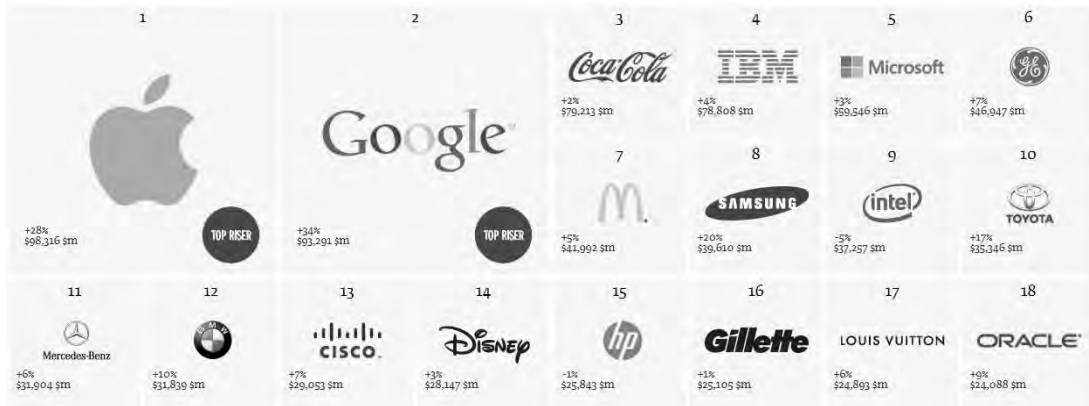 1
+28%
$98,316 $m
TOP RISER
2
Google
+34%
$93,291 $m
TOP RISER
3
Coca-Cola
+2%
$79,213 $m
4
IBM
+4%
$78,808 $m
5
Microsoft
+3%
$59,546 $m
6
GE
+7%
$46,947 $m
7
M
+5%
$41,992 $m
8
SAMSUNG
+20%
$39,610 $m
9
intel
-5%
$37,257 $m
10
TOYOTA
+17%
$35,346 $m
11
Mercedes-Benz
+6%
$31,904 $m
12
BMW
+10%
$31,839 $m
13
CISCO
+7%
$29,053 $m
14
Disney
+3%
$28,147 $m
15
hp
-1%
$25,843 $m
16
Gillette
+1%
$25,105 $m
17
LOUIS VUITTON
+6%
$24,893 $m
18
ORACLE
+9%
$24,088 $m